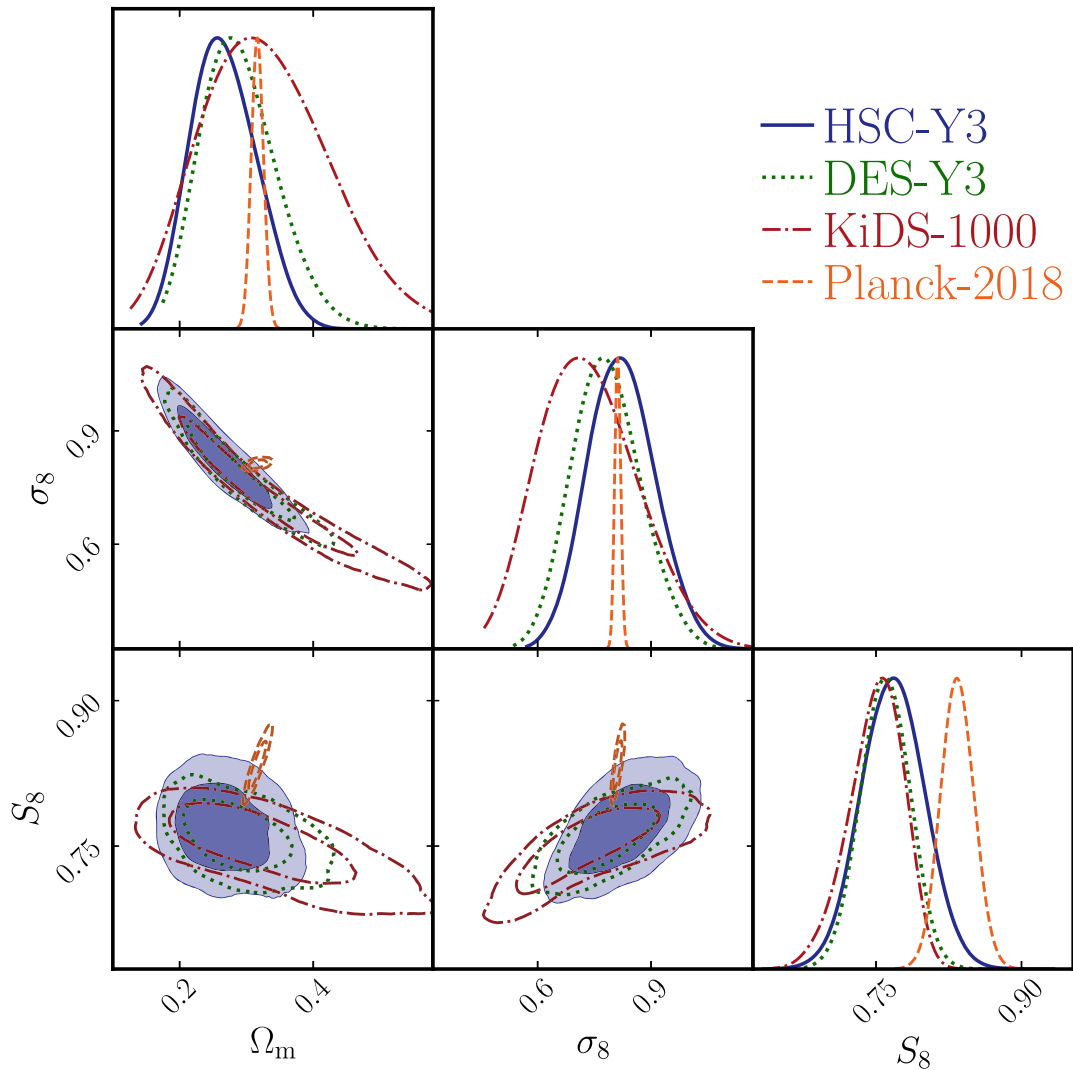 HSC-Y3
DES-Y3
KiDS-1000
Planck-2018
0.9
0.6
σ₈
0.90
0.75
S₈
0.2 0.4 0.6 0.9 0.75 0.90
Ωₘ σ₈ S₈